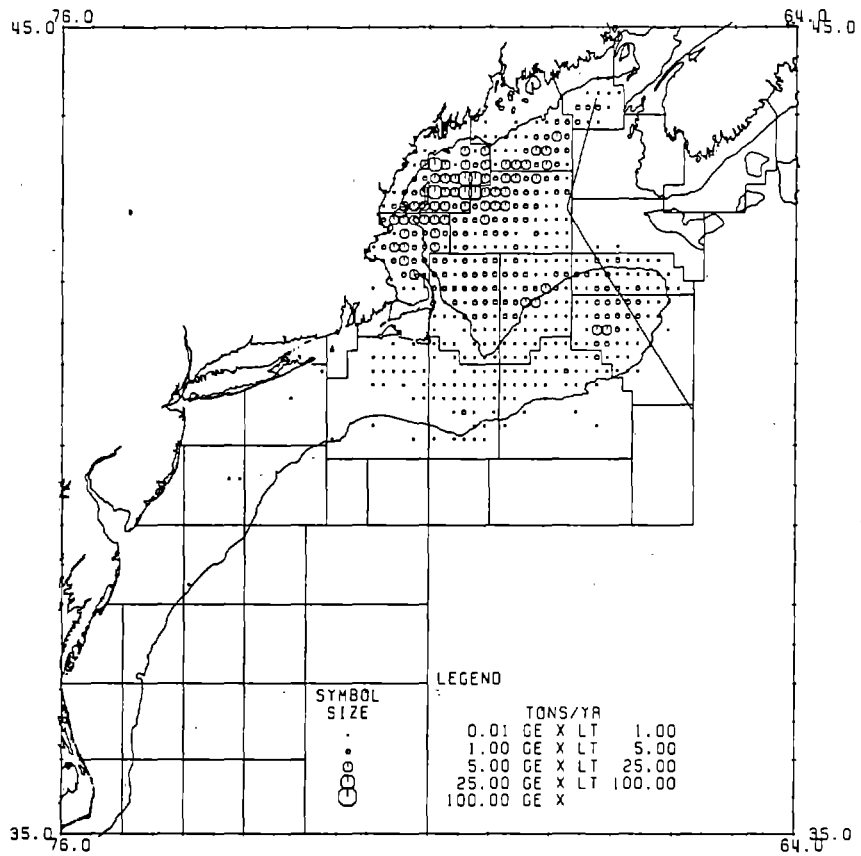 76.0 64.0
45.0 45.0
LEGEND
SYMBOL
SIZE
TONS/YR
0.01 GE X LT 1.00
1.00 GE X LT 5.00
5.00 GE X LT 25.00
25.00 GE X LT 100.00
100.00 GE X
35.0 35.0
76.0 64.0